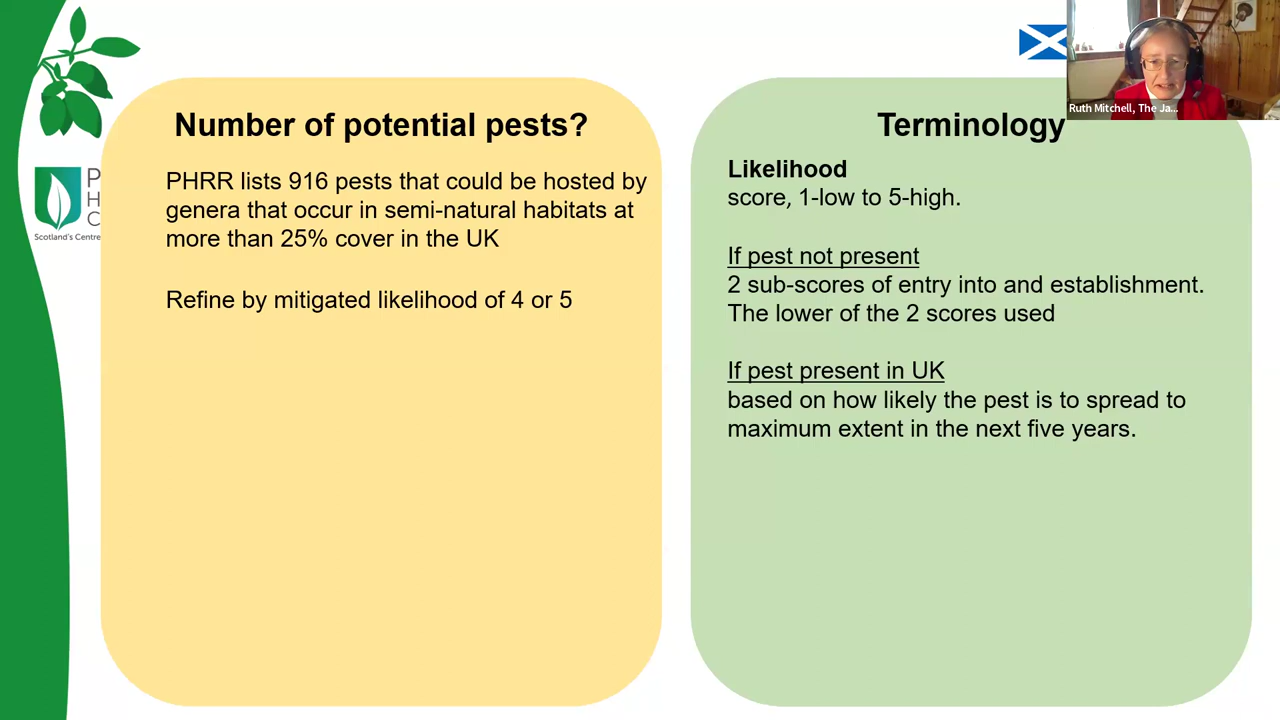 Number of potential pests?
PHRR lists 916 pests that could be hosted by
genera that occur in semi-natural habitats at
more than 25% cover in the UK
Refine by mitigated likelihood of 4 or 5
Terminology
Likelihood
score, 1-low to 5-high.
If pest not present
2 sub-scores of entry into and establishment.
The lower of the 2 scores used
If pest present in UK
based on how likely the pest is to spread to
maximum extent in the next five years.
P
H
C
Scotland's Centre
Ruth Mitchell, The Ja...